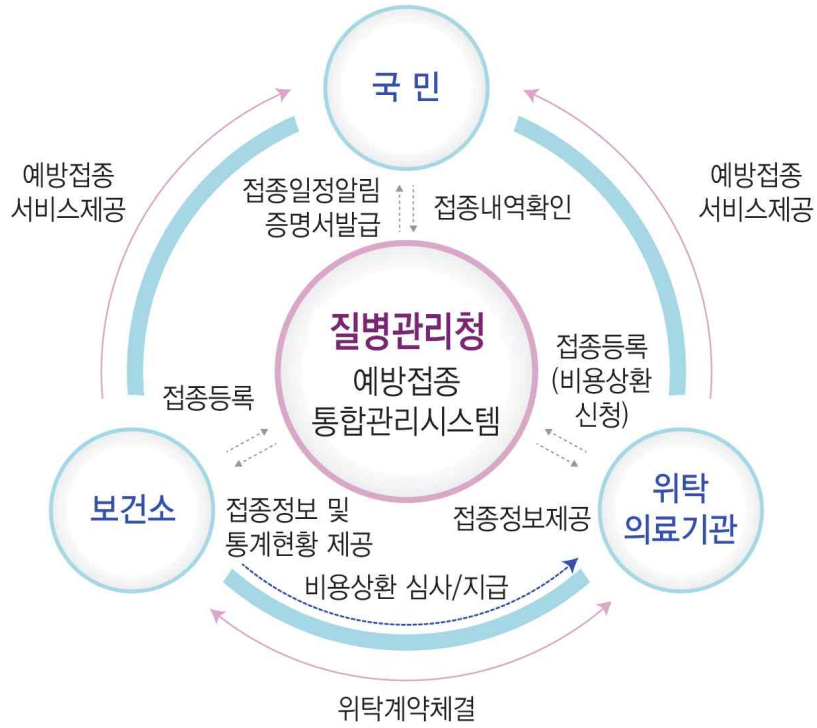 국 민
예방접종
서비스제공
접종일정알림
증명서발급
접종내역확인
예방접종
서비스제공
질병관리청
예방접종
통합관리시스템
접종등록
접종등록
(비용상환
신청)
보건소
접종정보 및
통계현황 제공
접종정보제공
위탁
의료기관
비용상환 심사/지급
위탁계약체결